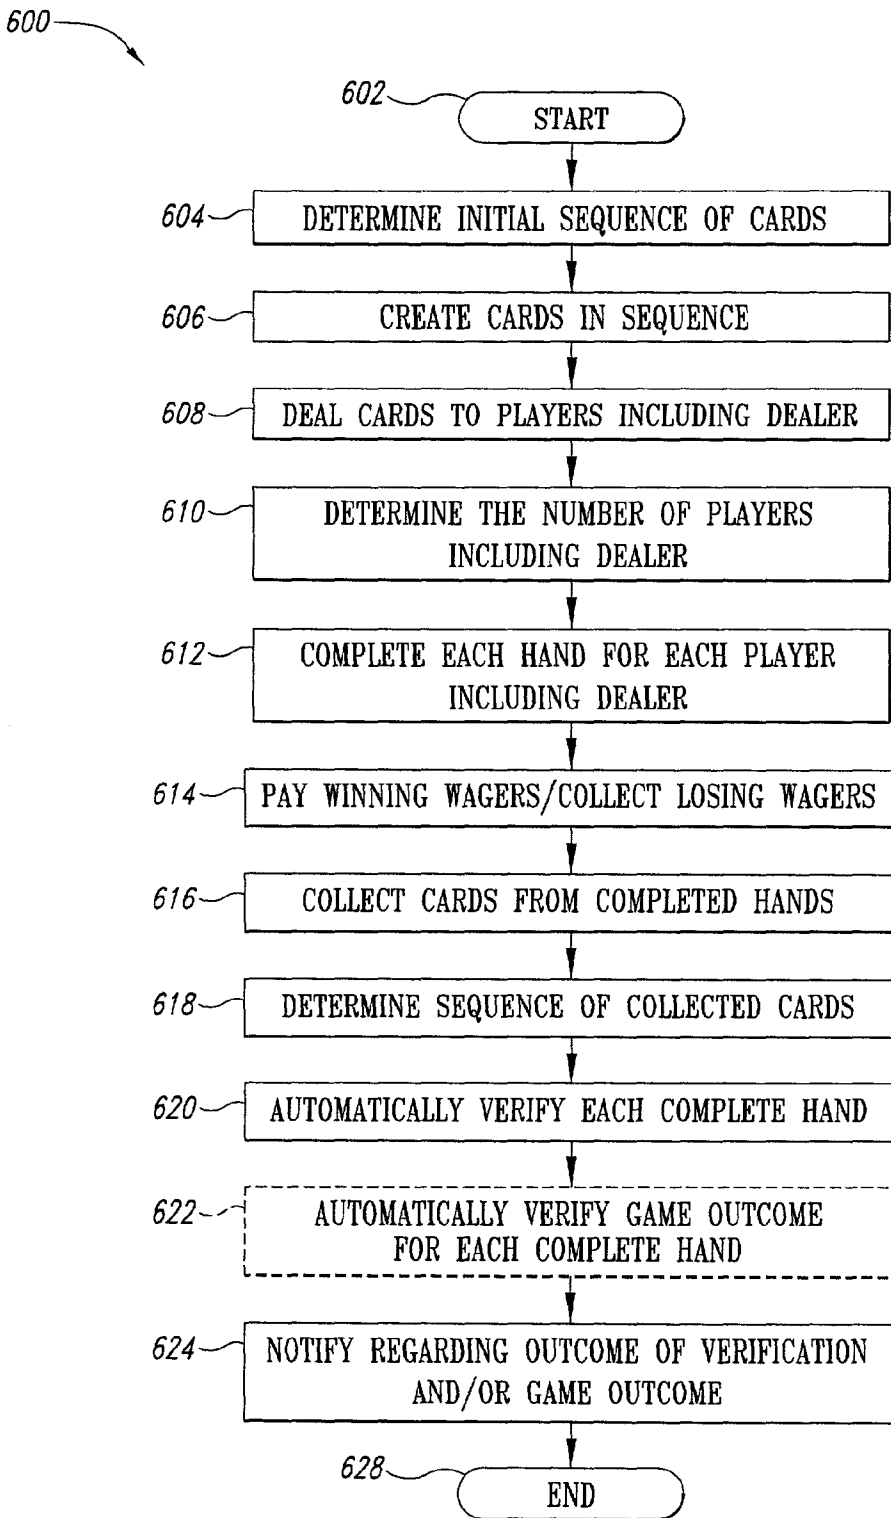 600
602
START
604
DETERMINE INITIAL SEQUENCE OF CARDS
606
CREATE CARDS IN SEQUENCE
608
DEAL CARDS TO PLAYERS INCLUDING DEALER
610
DETERMINE THE NUMBER OF PLAYERS
INCLUDING DEALER
612
COMPLETE EACH HAND FOR EACH PLAYER
INCLUDING DEALER
614
PAY WINNING WAGERS/COLLECT LOSING WAGERS
616
COLLECT CARDS FROM COMPLETED HANDS
618
DETERMINE SEQUENCE OF COLLECTED CARDS
620
AUTOMATICALLY VERIFY EACH COMPLETE HAND
622
AUTOMATICALLY VERIFY GAME OUTCOME
FOR EACH COMPLETE HAND
624
NOTIFY REGARDING OUTCOME OF VERIFICATION
AND/OR GAME OUTCOME
628
END